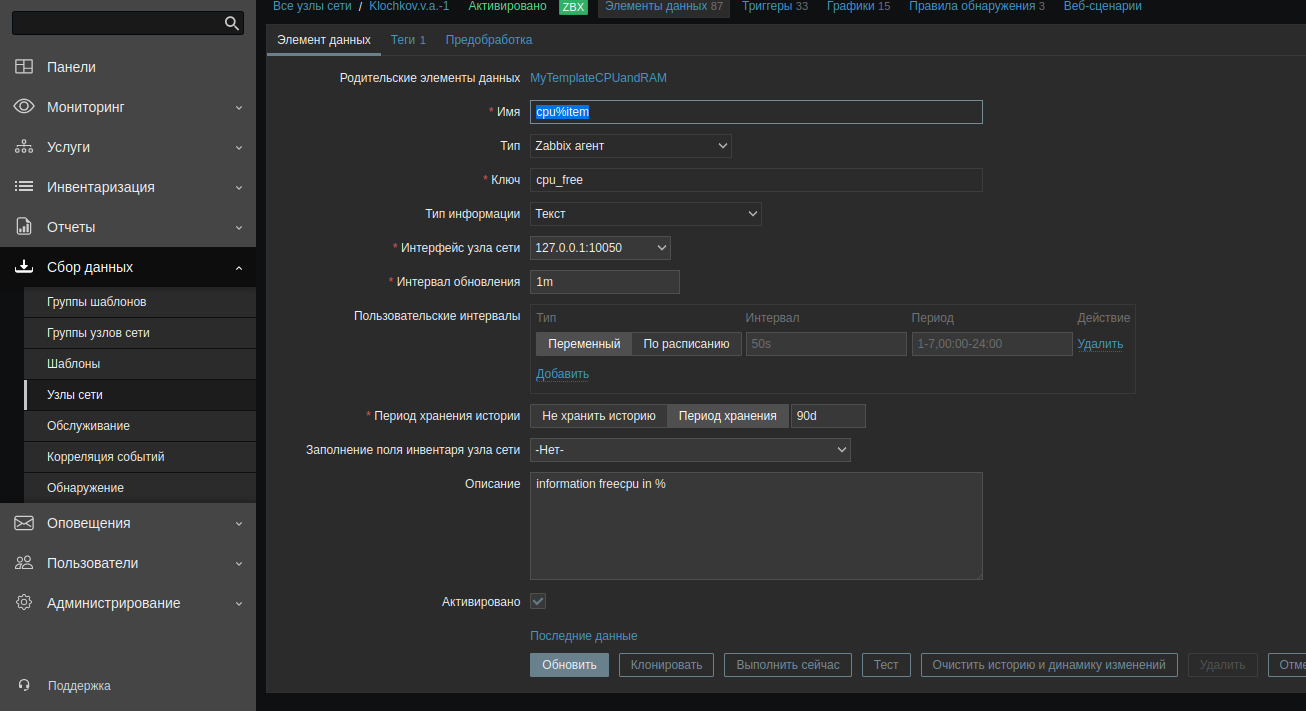 Все узлы сети / Klochkov.v.a.-1 Активировано ZBX Элементы данных 87 Триггеры 33 Графики 15 Правила обнаружения 3 Веб-сценарии
Элемент данных Теги 1 Предобработка
Панели
Мониторинг
Услуги
Инвентаризация
Отчеты
Сбор данных
Группы шаблонов
Группы узлов сети
Шаблоны
Узлы сети
Обслуживание
Корреляция событий
Обнаружение
Оповещения
Пользователи
Администрирование
Поддержка
Родительские элементы данных MyTemplateCPUandRAM
* Имя cpu%item
Тип Zabbix агент
* Ключ cpu_free
Тип информации Текст
* Интерфейс узла сети 127.0.0.1:10050
* Интервал обновления 1m
Пользовательские интервалы Тип Интервал Период Действие
Переменный По расписанию 50s 1-7,00:00-24:00 Удалить
Добавить
* Период хранения истории Не хранить историю Период хранения 90d
Заполнение поля инвентаря узла сети -Нет-
Описание information freecpu in %
Активировано
Последние данные
Обновить Клонировать Выполнить сейчас Тест Очистить историю и динамику изменений Удалить Отме